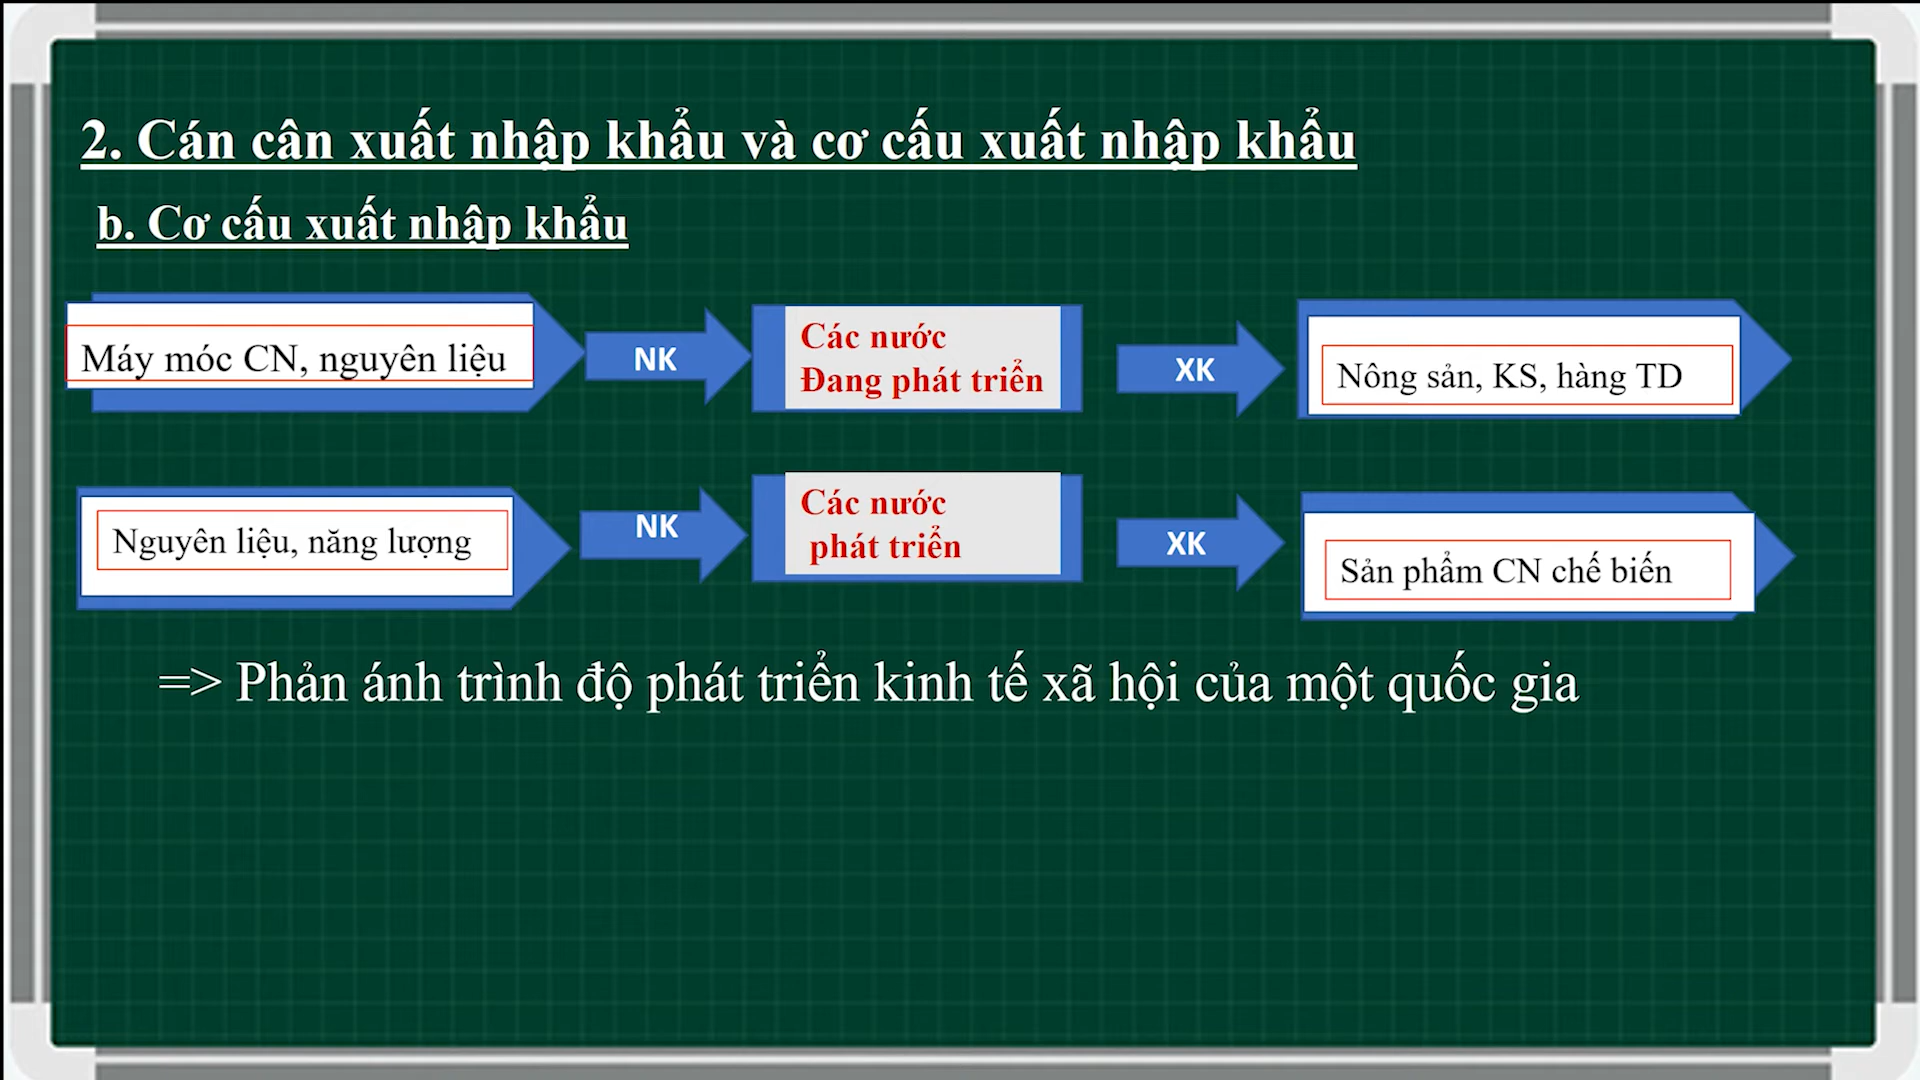 2. Cán cân xuất nhập khẩu và cơ cấu xuất nhập khẩu
b. Cơ cấu xuất nhập khẩu
Máy móc CN, nguyên liệu
NK
Các nước
Đang phát triển
XK
Nông sản, KS, hàng TD
Nguyên liệu, năng lượng
NK
Các nước
phát triển
XK
Sản phẩm CN chế biến
=> Phản ánh trình độ phát triển kinh tế xã hội của một quốc gia